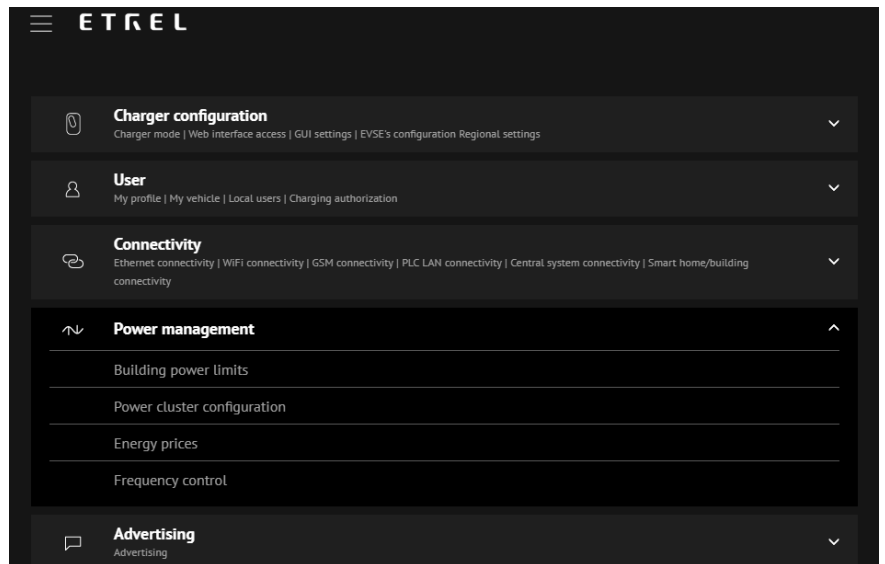 ETREL
Charger configuration
Charger mode | Web interface access | GUI settings | EVSE's configuration Regional settings
User
My profile | My vehicle | Local users | Charging authorization
Connectivity
Ethernet connectivity | WiFi connectivity | GSM connectivity | PLC LAN connectivity | Central system connectivity | Smart home/building
connectivity
Power management
Building power limits
Power cluster configuration
Energy prices
Frequency control
Advertising
Advertising